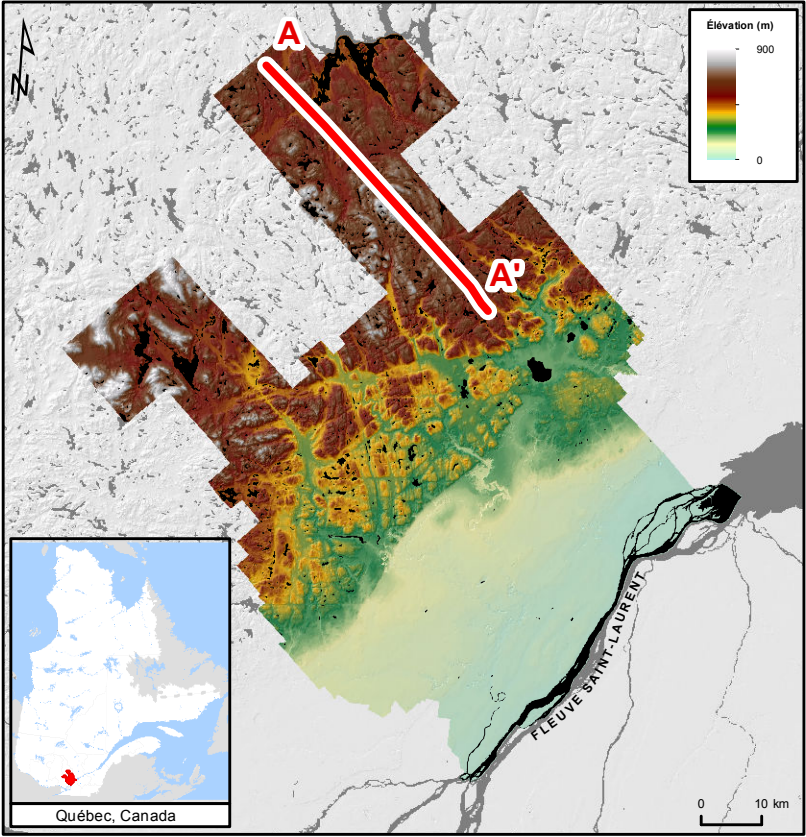 N
A
A'
Élévation (m)
900
0
FLEUVE SAINT-LAURENT
Québec, Canada
0 10 km